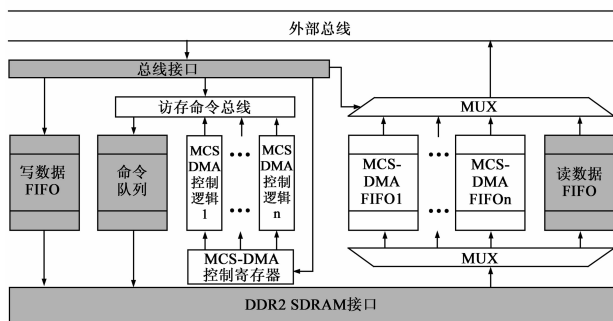 外部总线
总线接口
访存命令总线
MUX
写数据
FIFO
命令
队列
MCS
DMA
控制
逻辑
1
MCS
DMA
控制
逻辑
n
MCS-
DMA
FIFO1
MCS-
DMA
FIFOn
读数据
FIFO
MCS-DMA
控制寄存器
MUX
DDR2 SDRAM接口